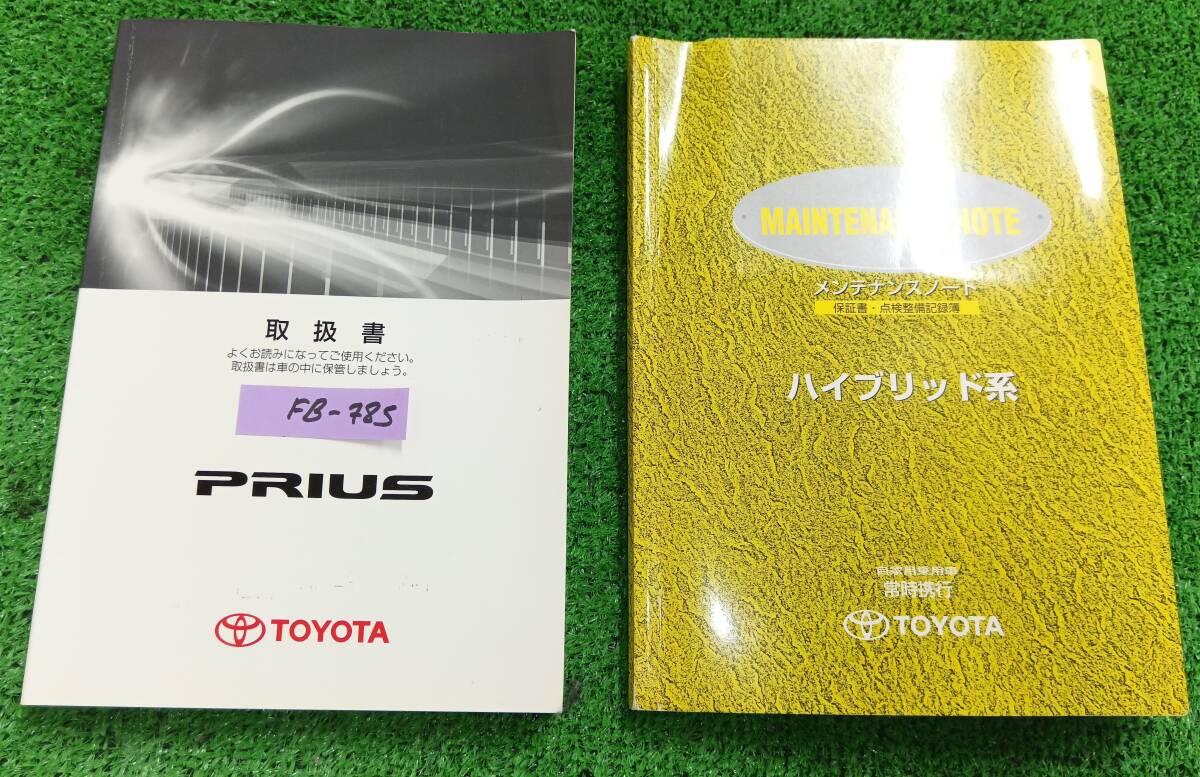 取扱書
よくお読みになってご使用ください。
取扱書は車の中に保管しましょう。
FB-785
PRIUS
TOYOTA
MAINTENANCE NOTE
メンテナンスノート
保証書・点検整備記録簿
ハイブリッド系
自家用乗用車
常時携行
TOYOTA